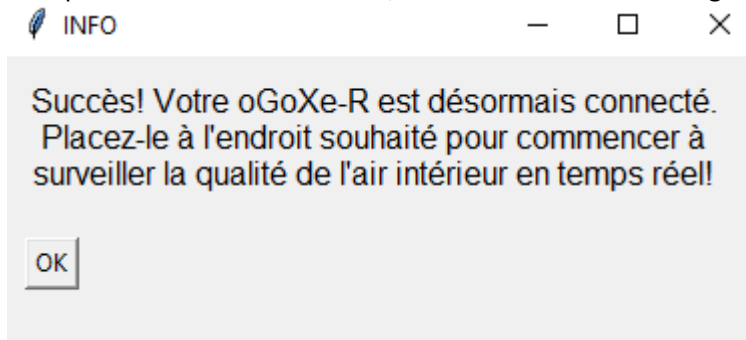 INFO
Succès! Votre oGoXe-R est désormais connecté.
Placez-le à l'endroit souhaité pour commencer à
surveiller la qualité de l'air intérieur en temps réel!
OK